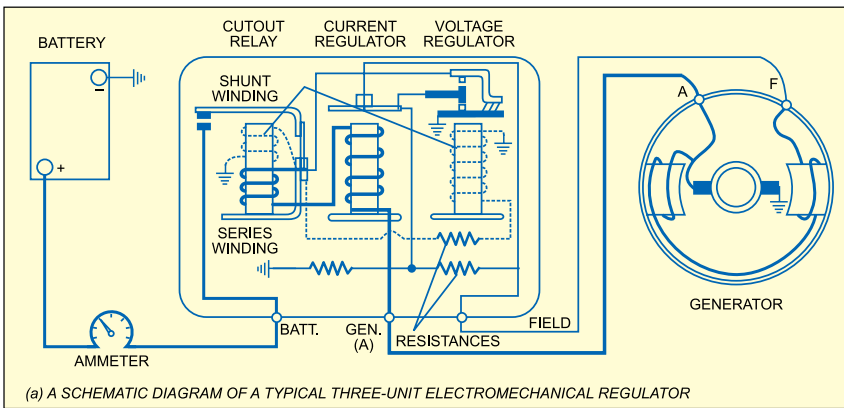 BATTERY
CUTOUT
RELAY
CURRENT
REGULATOR
VOLTAGE
REGULATOR
SHUNT
WINDING
A
F
–
+
SERIES
WINDING
BATT.
GEN.
(A)
RESISTANCES
FIELD
GENERATOR
AMMETER
(a) A SCHEMATIC DIAGRAM OF A TYPICAL THREE-UNIT ELECTROMECHANICAL REGULATOR